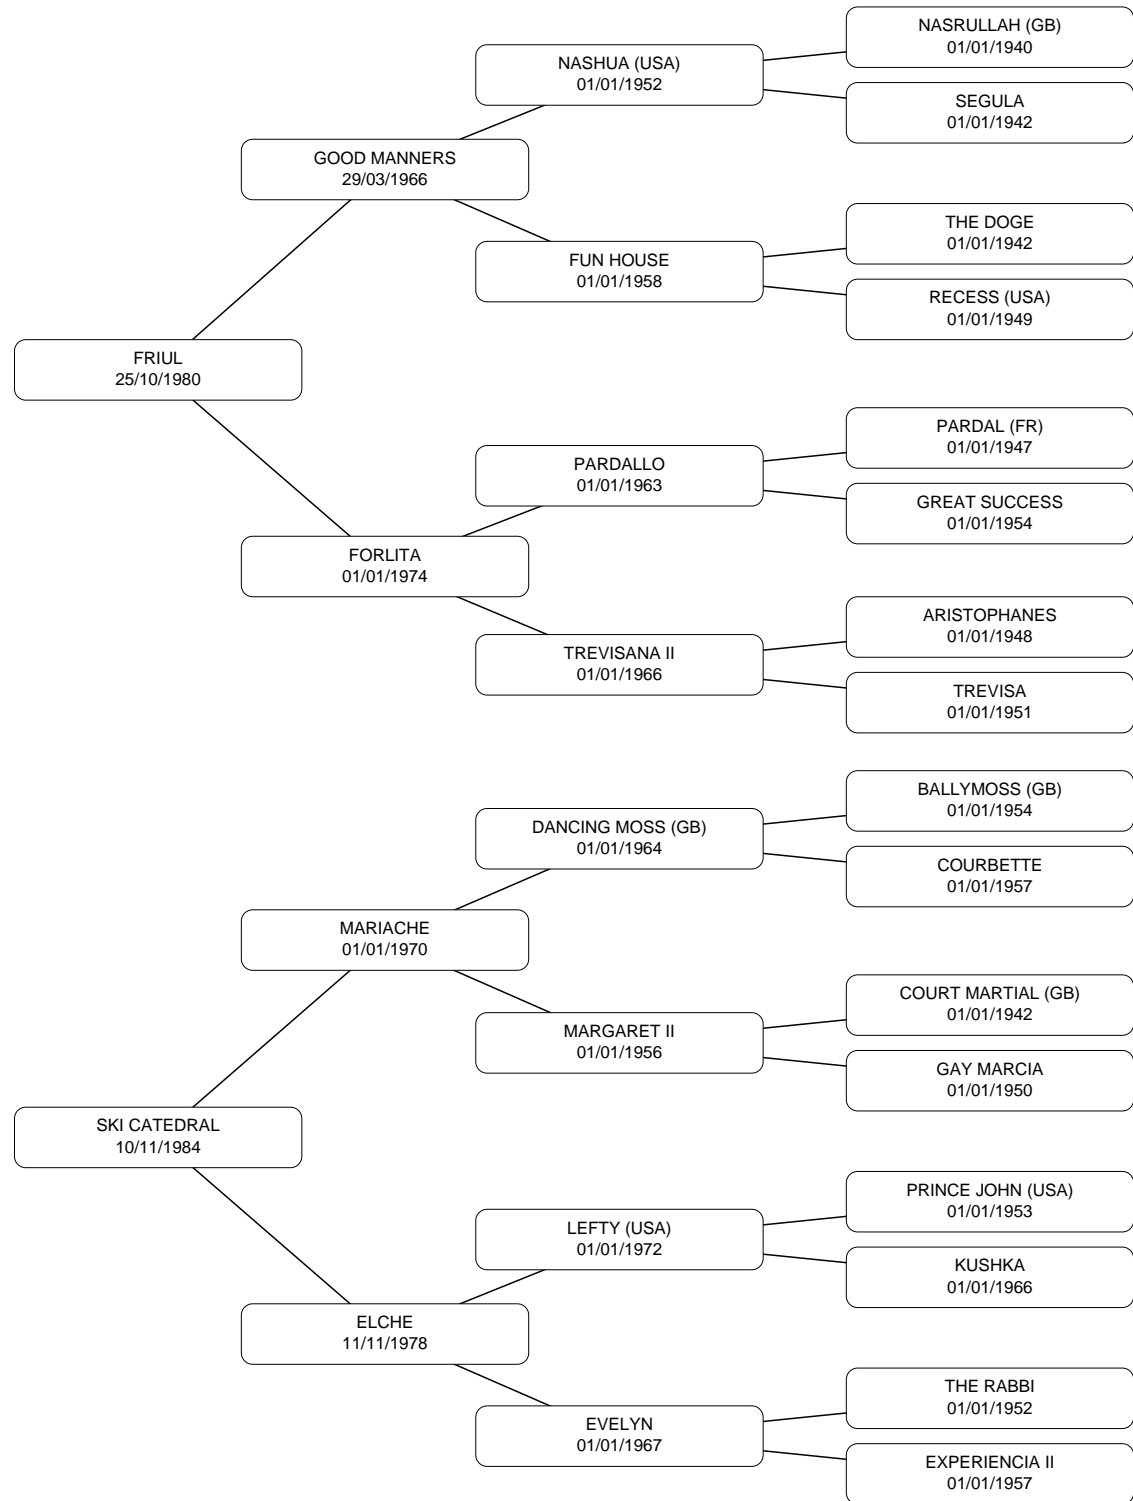 NASRULLAH (GB)
01/01/1940
NASHUA (USA)
01/01/1952
SEGULA
01/01/1942
GOOD MANNERS
29/03/1966
THE DOGE
01/01/1942
FUN HOUSE
01/01/1958
RECESS (USA)
01/01/1949
FRIUL
25/10/1980
PARDAL (FR)
01/01/1947
PARDALLO
01/01/1963
GREAT SUCCESS
01/01/1954
FORLITA
01/01/1974
ARISTOPHANES
01/01/1948
TREVISANA II
01/01/1966
TREVISA
01/01/1951
BALLYMOSS (GB)
01/01/1954
DANCING MOSS (GB)
01/01/1964
COURBETTE
01/01/1957
MARIACHE
01/01/1970
COURT MARTIAL (GB)
01/01/1942
MARGARET II
01/01/1956
GAY MARCIA
01/01/1950
SKI CATEDRAL
10/11/1984
PRINCE JOHN (USA)
01/01/1953
LEFTY (USA)
01/01/1972
KUSHKA
01/01/1966
ELCHE
11/11/1978
THE RABBI
01/01/1952
EVELYN
01/01/1967
EXPERIENCIA II
01/01/1957